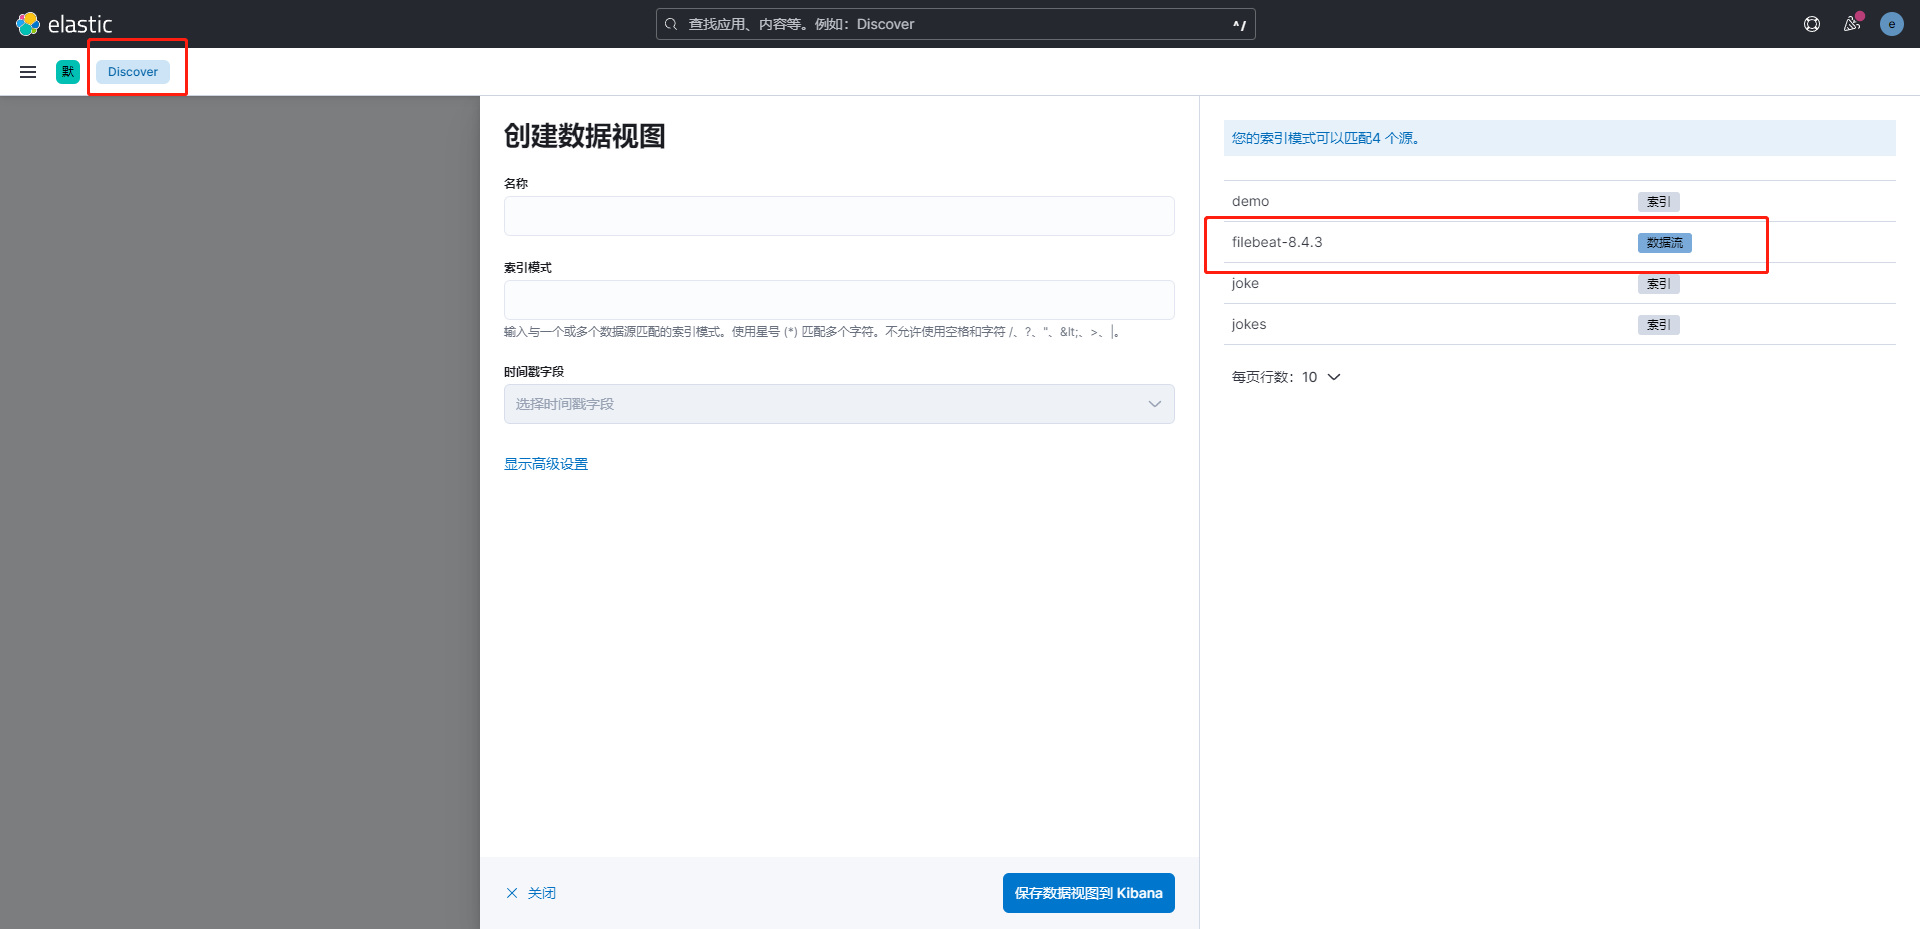 elastic
查找应用、内容等。例如：Discover
^/
e
默
Discover
创建数据视图
名称
索引模式
输入与一个或多个数据源匹配的索引模式。使用星号 (*) 匹配多个字符。不允许使用空格和字符 /、?、"、&lt;、>、|。
时间戳字段
选择时间戳字段
显示高级设置
关闭
保存数据视图到 Kibana
您的索引模式可以匹配4 个源。
demo 索引
filebeat-8.4.3 数据流
joke 索引
jokes 索引
每页行数：10